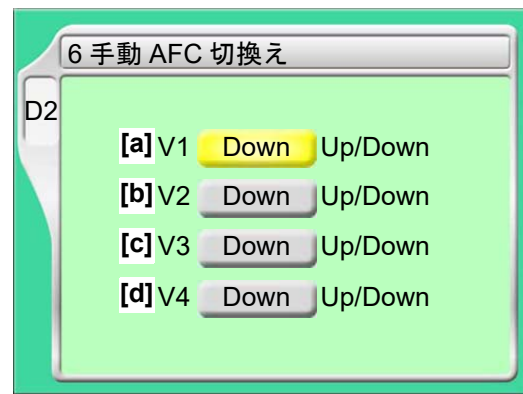 6 手動 AFC 切換え
D2
[a] V1 Down Up/Down
[b] V2 Down Up/Down
[c] V3 Down Up/Down
[d] V4 Down Up/Down